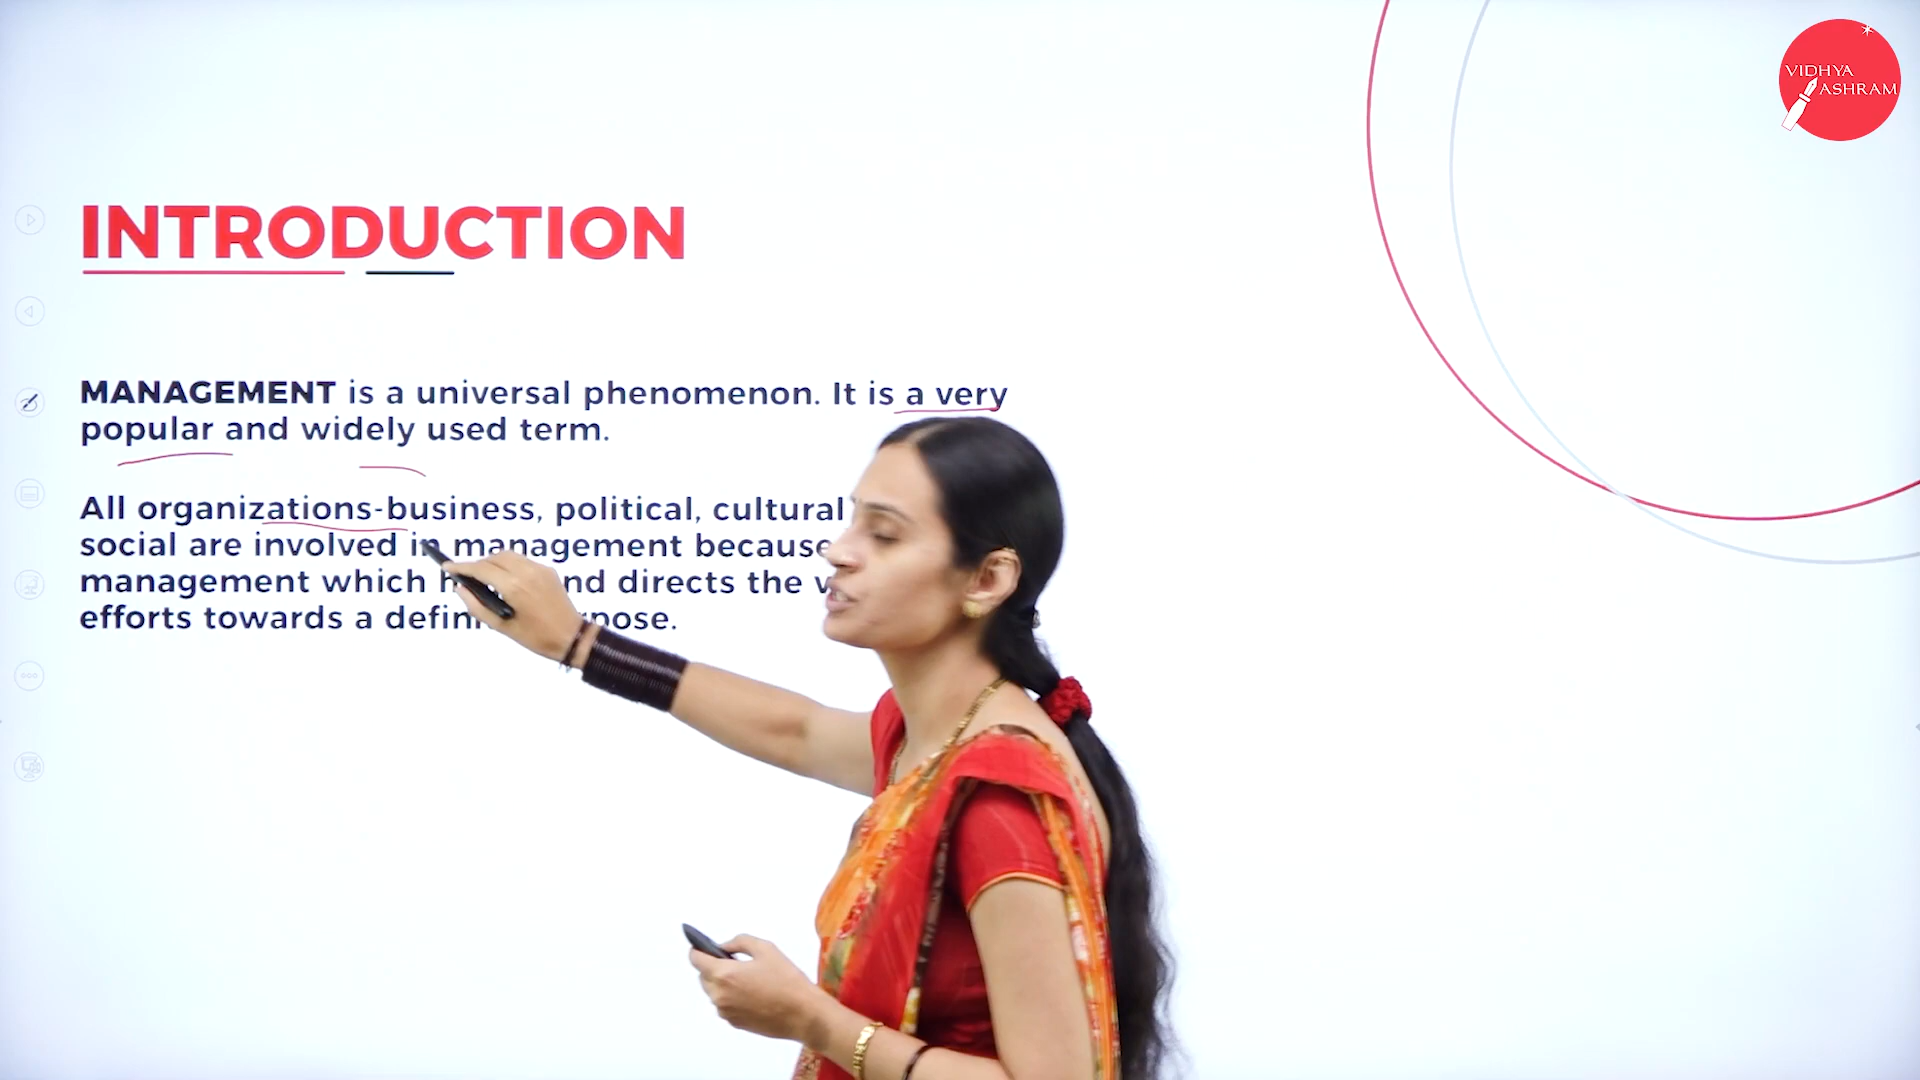 VIDHYA
ASHRAM
INTRODUCTION
MANAGEMENT is a universal phenomenon. It is a very
popular and widely used term.
All organizations-business, political, cultural
social are involved in management because
management which and directs the
efforts towards a